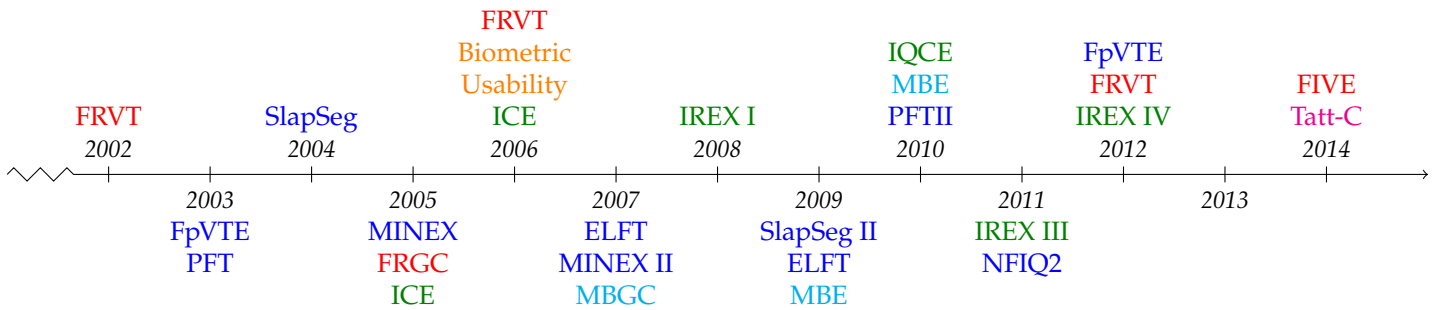 FRVT
Biometric IQCE FpVTE
Usability MBE FRVT FIVE
FRVT SlapSeg ICE IREX I PFTII IREX IV Tatt-C
2002 2004 2006 2008 2010 2012 2014
2003 2005 2007 2009 2011 2013
FpVTE MINEX ELFT SlapSeg II IREX III
PFT FRGC MINEX II ELFT NFIQ2
ICE MBGC MBE